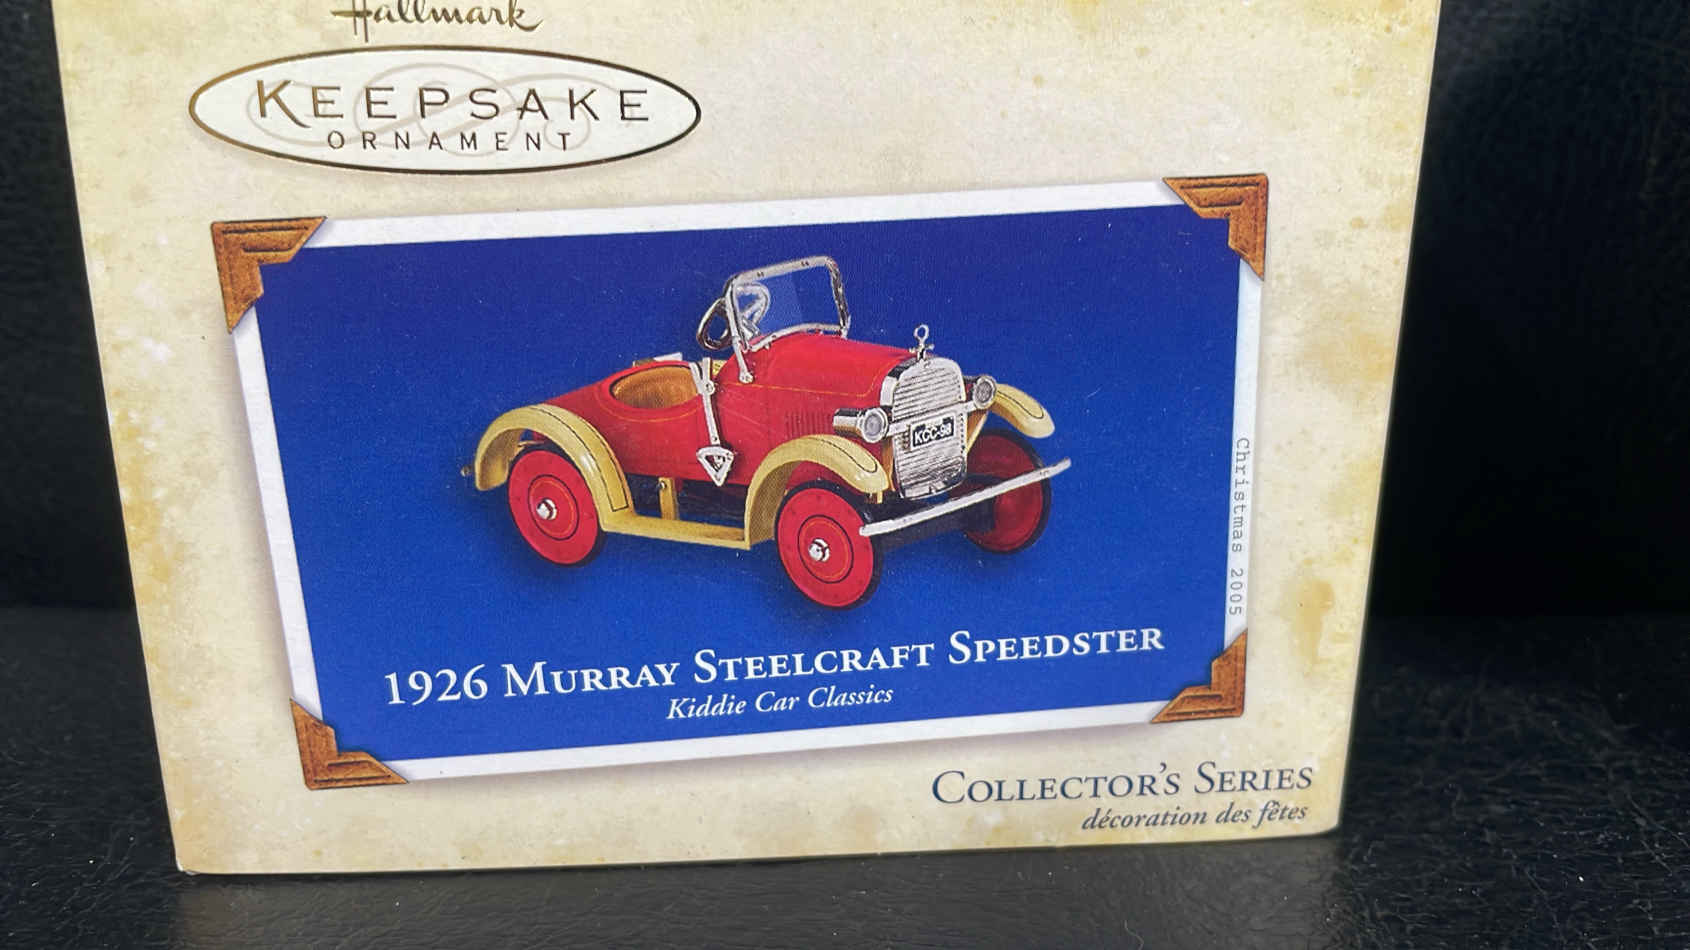 Hallmark
KEEPSAKE
ORNAMENT
KCC-98
Christmas 2005
1926 MURRAY STEELCRAFT SPEEDSTER
Kiddie Car Classics
COLLECTOR'S SERIES
décoration des fêtes